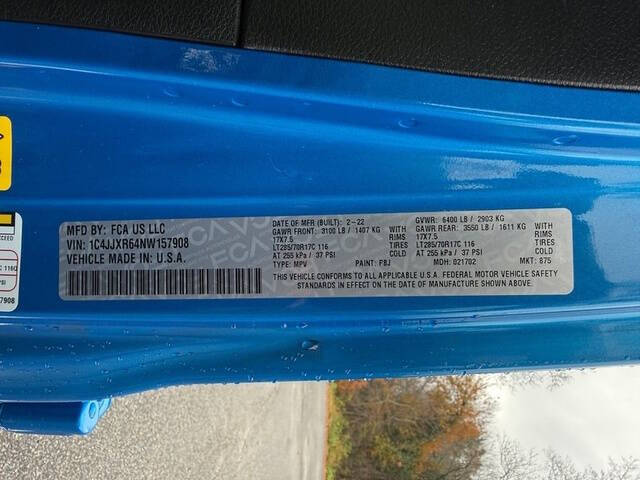 MFD BY: FCA US LLC
VIN: 1C4JJXR64NW157908
VEHICLE MADE IN: U.S.A.
DATE OF MFR (BUILT): 2-22
GAWR FRONT: 3100 LB / 1407 KG WITH
17X7.5 RIMS
LT285/70R17C 116 TIRES
AT 255 kPa / 37 PSI COLD
TYPE: MPV
GVWR: 6400 LB / 2903 KG
GAWR REAR: 3550 LB / 1611 KG WITH
17X7.5 RIMS
LT285/70R17C 116 TIRES
AT 255 kPa / 37 PSI COLD
PAINT: PBJ MDH: 021702 MKT: 875
THIS VEHICLE CONFORMS TO ALL APPLICABLE U.S.A. FEDERAL MOTOR VEHICLE SAFETY
STANDARDS IN EFFECT ON THE DATE OF MANUFACTURE SHOWN ABOVE.
7908